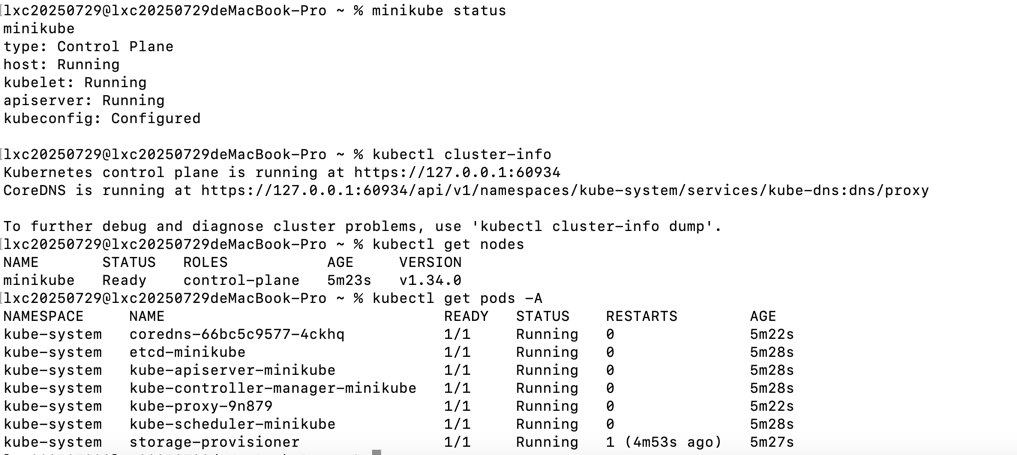 lxc20250729@lxc20250729deMacBook-Pro ~ % minikube status
minikube
type: Control Plane
host: Running
kubelet: Running
apiserver: Running
kubeconfig: Configured
lxc20250729@lxc20250729deMacBook-Pro ~ % kubectl cluster-info
Kubernetes control plane is running at https://127.0.0.1:60934
CoreDNS is running at https://127.0.0.1:60934/api/v1/namespaces/kube-system/services/kube-dns:dns/proxy
To further debug and diagnose cluster problems, use 'kubectl cluster-info dump'.
lxc20250729@lxc20250729deMacBook-Pro ~ % kubectl get nodes
NAME STATUS ROLES AGE VERSION
minikube Ready control-plane 5m23s v1.34.0
lxc20250729@lxc20250729deMacBook-Pro ~ % kubectl get pods -A
NAMESPACE NAME READY STATUS RESTARTS AGE
kube-system coredns-66bc5c9577-4ckhq 1/1 Running 0 5m22s
kube-system etcd-minikube 1/1 Running 0 5m28s
kube-system kube-apiserver-minikube 1/1 Running 0 5m28s
kube-system kube-controller-manager-minikube 1/1 Running 0 5m28s
kube-system kube-proxy-9n879 1/1 Running 0 5m22s
kube-system kube-scheduler-minikube 1/1 Running 0 5m28s
kube-system storage-provisioner 1/1 Running 1 (4m53s ago) 5m27s